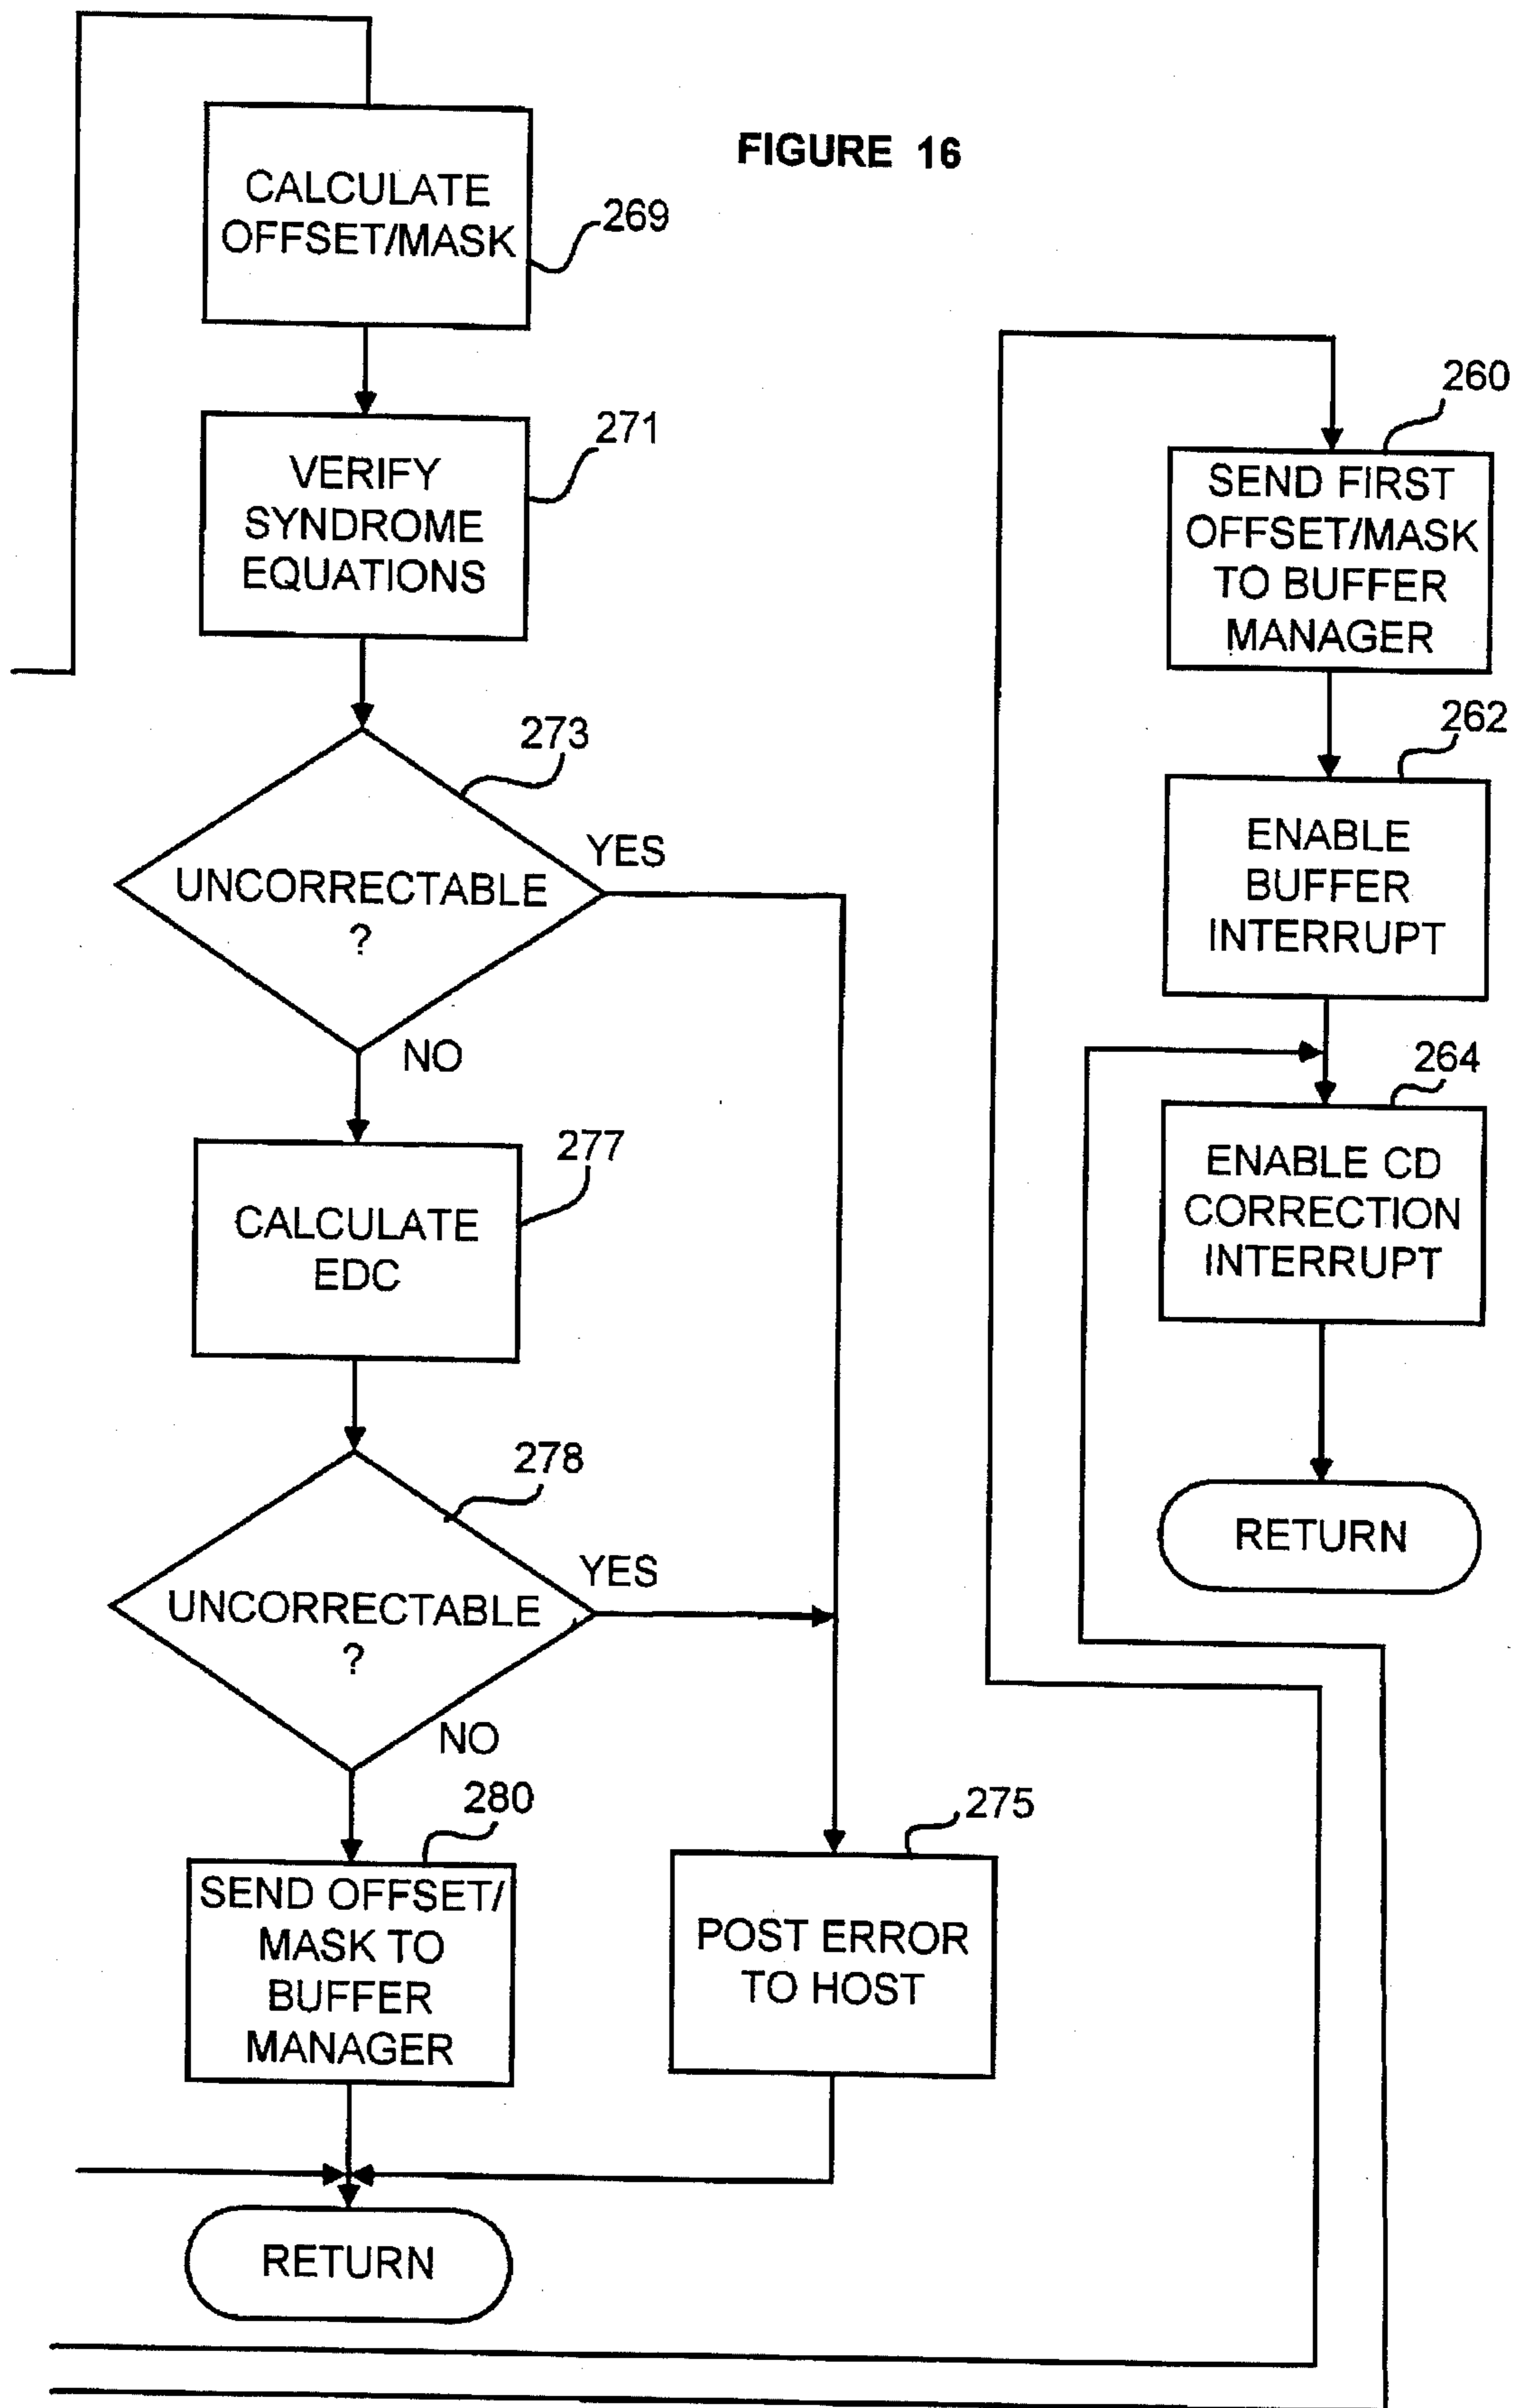 FIGURE 16
CALCULATE
OFFSET/MASK
269
VERIFY
SYNDROME
EQUATIONS
271
273
UNCORRECTABLE
?
YES
NO
CALCULATE
EDC
277
278
UNCORRECTABLE
?
YES
NO
280
SEND OFFSET/
MASK TO
BUFFER
MANAGER
275
POST ERROR
TO HOST
RETURN
260
SEND FIRST
OFFSET/MASK
TO BUFFER
MANAGER
262
ENABLE
BUFFER
INTERRUPT
264
ENABLE CD
CORRECTION
INTERRUPT
RETURN